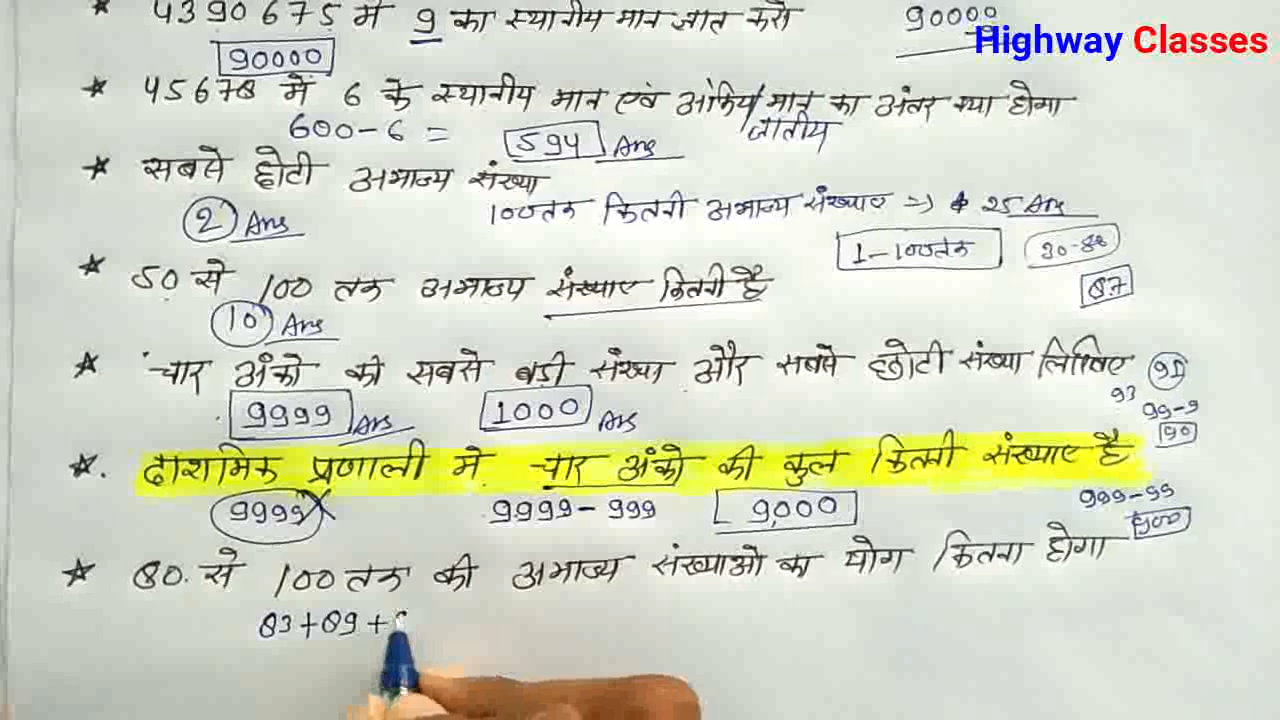 * 4390675 में 9 का स्थानीय मान ज्ञात करो 90000
Highway Classes
90000
* 45678 में 6 के स्थानीय मान एवं अंकिय/मान का अंतर क्या होगा
जातीय
600-6 = 594 Ans
* सबसे छोटी अभाज्य संख्या
2 Ans
100 तक कितनी अभाज्य संख्याए => 25 Ans
1-100 तक
87
* 50 से 100 तक अभाज्य संख्याए कितनी है
10 Ans
* चार अंको की सबसे बडी संख्या और सबसे छोटी संख्या लिखिए
91
93
9999 Ans 1000 Ans
99-9
90
*. दाशमिक प्रणाली मे चार अंको की कुल कितनी संख्याए है
9999 9999-999 9,000
999-99
900
* 80 से 100 तक की अभाज्य संख्याओ का योग कितना होगा
83+89+